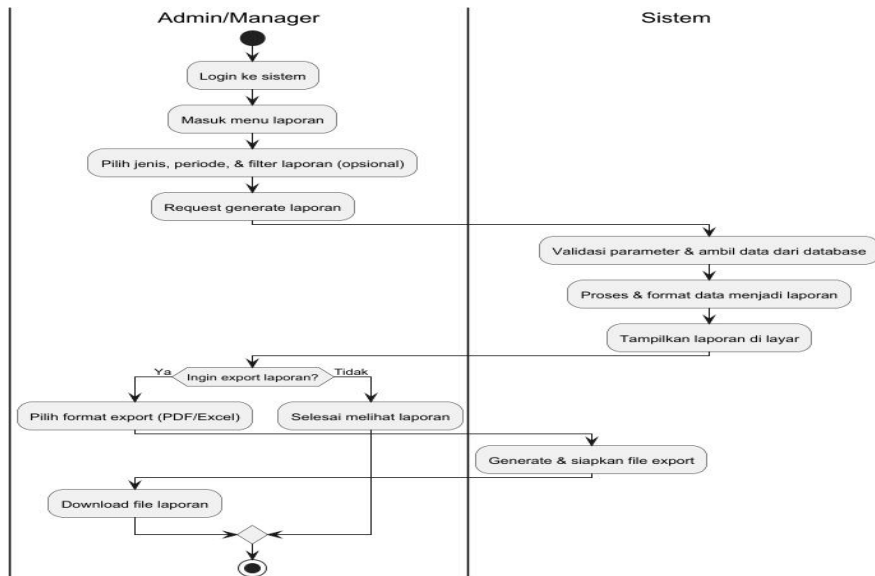 Admin/Manager
Sistem
Login ke sistem
Masuk menu laporan
Pilih jenis, periode, & filter laporan (opsional)
Request generate laporan
Validasi parameter & ambil data dari database
Proses & format data menjadi laporan
Tampilkan laporan di layar
Ya
Ingin export laporan?
Tidak
Pilih format export (PDF/Excel)
Selesai melihat laporan
Generate & siapkan file export
Download file laporan